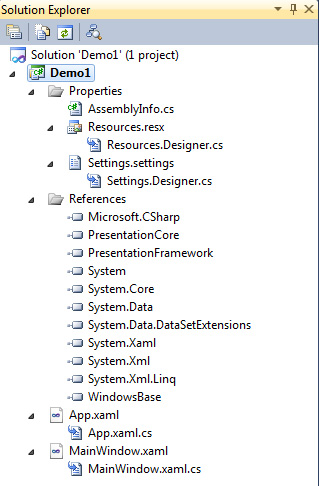 Solution Explorer
Solution 'Demo1' (1 project)
Demo1
Properties
AssemblyInfo.cs
Resources.resx
Resources.Designer.cs
Settings.settings
Settings.Designer.cs
References
Microsoft.CSharp
PresentationCore
PresentationFramework
System
System.Core
System.Data
System.Data.DataSetExtensions
System.Xaml
System.Xml
System.Xml.Linq
WindowsBase
App.xaml
App.xaml.cs
MainWindow.xaml
MainWindow.xaml.cs